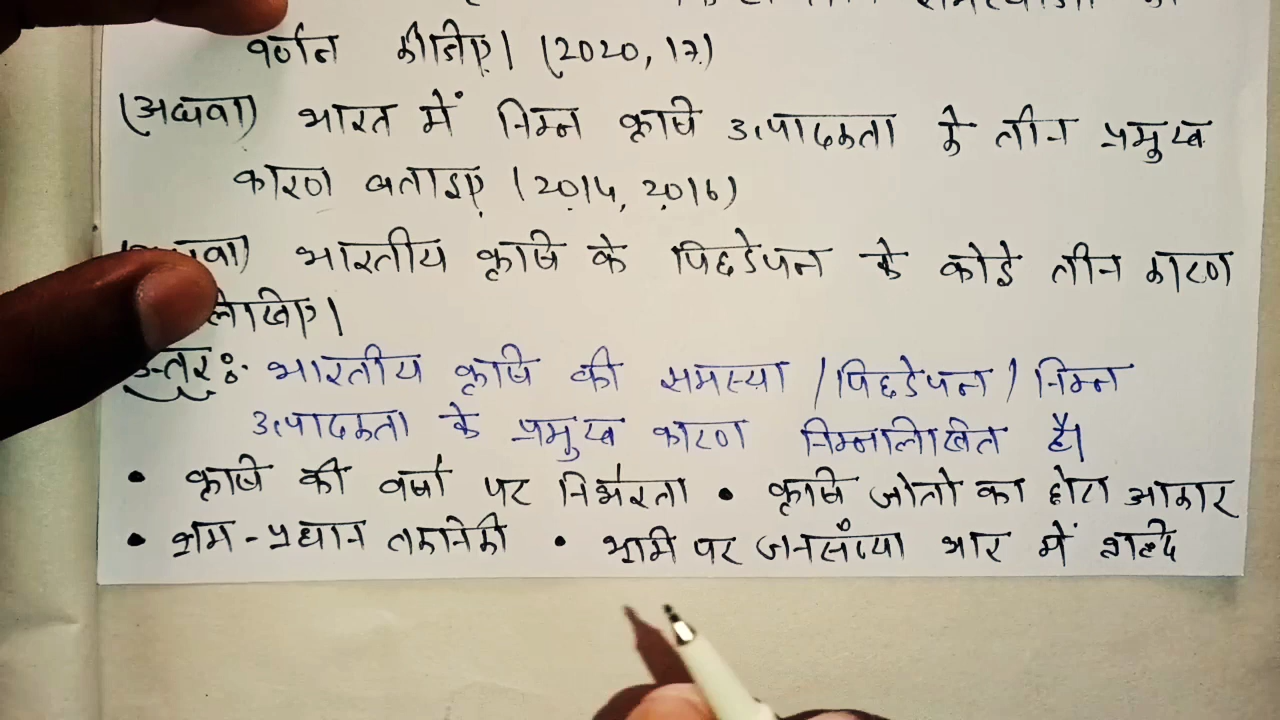 वर्णन कीजिए। (2020, 17)
(अथवा) भारत में निम्न कृषि उत्पादकता के तीन प्रमुख
कारण बताइए (2014, 2016)
भारतीय कृषि के पिछडेपन के कोई तीन कारण
लिखिए।
उत्तरः- भारतीय कृषि की समस्या / पिछडेपन / निम्न
उत्पादकता के प्रमुख कारण निम्नलिखित है।
• कृषि की वर्षा पर निर्भरता • कृषि जोतो का छोटा आकार
• श्रम-प्रधान तकनिकी • भूमि पर जनसंख्या भार में वृद्धि